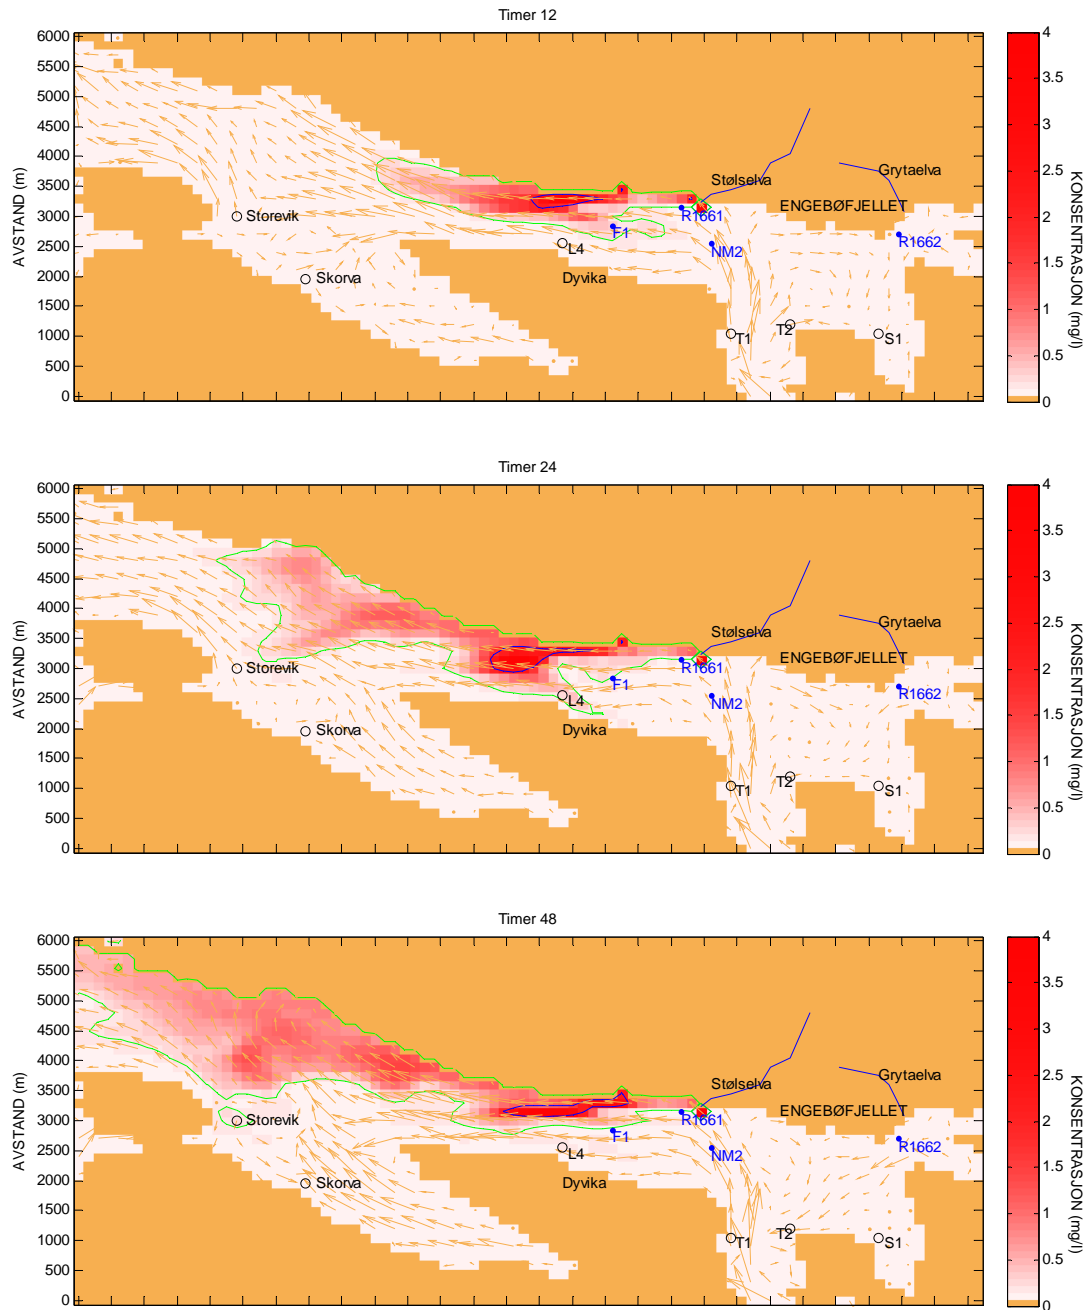 Timer 12
6000
5500
5000
4500
4000
3500
3000
2500
2000
1500
1000
500
0
AVSTAND (m)
Stølselva
Grytaelva
ENGEBØFJELLET
R1661
R1662
Storevik
F1
L4
NM2
Skorva
Dyvika
T1
T2
S1
4
3.5
3
2.5
2
1.5
1
0.5
0
KONSENTRASJON (mg/l)
Timer 24
6000
5500
5000
4500
4000
3500
3000
2500
2000
1500
1000
500
0
AVSTAND (m)
Stølselva
Grytaelva
ENGEBØFJELLET
R1661
R1662
Storevik
F1
L4
NM2
Skorva
Dyvika
T1
T2
S1
4
3.5
3
2.5
2
1.5
1
0.5
0
KONSENTRASJON (mg/l)
Timer 48
6000
5500
5000
4500
4000
3500
3000
2500
2000
1500
1000
500
0
AVSTAND (m)
Stølselva
Grytaelva
ENGEBØFJELLET
R1661
R1662
Storevik
F1
L4
NM2
Skorva
Dyvika
T1
T2
S1
4
3.5
3
2.5
2
1.5
1
0.5
0
KONSENTRASJON (mg/l)